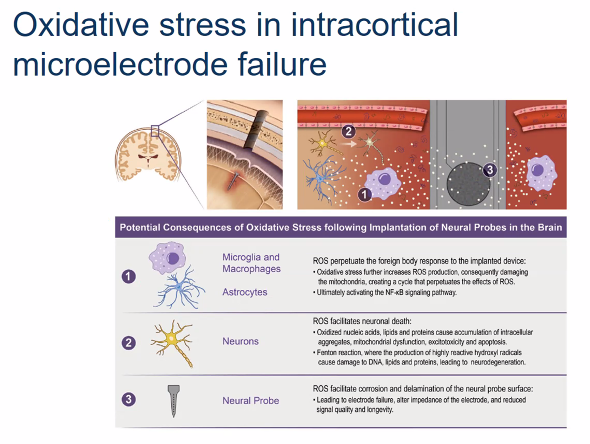 Oxidative stress in intracortical
microelectrode failure
2
1
3
Potential Consequences of Oxidative Stress following Implantation of Neural Probes in the Brain
1
Microglia and
Macrophages
Astrocytes
ROS perpetuate the foreign body response to the implanted device:
• Oxidative stress further increases ROS production, consequently damaging
the mitochondria, creating a cycle that perpetuates the effects of ROS.
• Ultimately activating the NF-κB signaling pathway.
2
Neurons
ROS facilitates neuronal death:
• Oxidized nucleic acids, lipids and proteins cause accumulation of intracellular
aggregates, mitochondrial dysfunction, excitotoxicity and apoptosis.
• Fenton reaction, where the production of highly reactive hydroxyl radicals
cause damage to DNA, lipids and proteins, leading to neurodegeneration.
3
Neural Probe
ROS facilitate corrosion and delamination of the neural probe surface:
• Leading to electrode failure, alter impedance of the electrode, and reduced
signal quality and longevity.